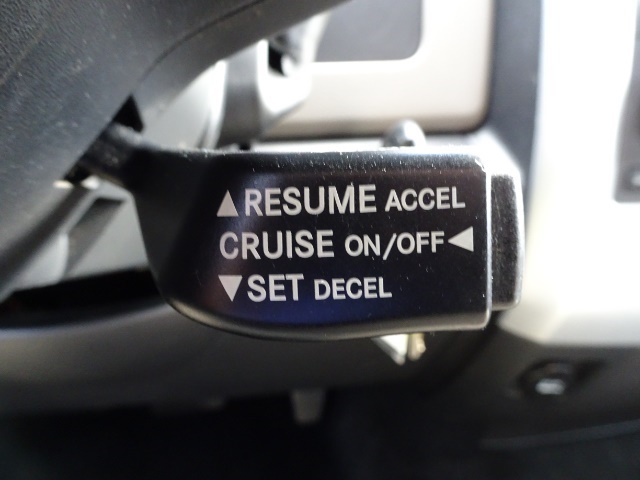 ▲RESUME ACCEL
CRUISE ON/OFF◀
▼SET DECEL